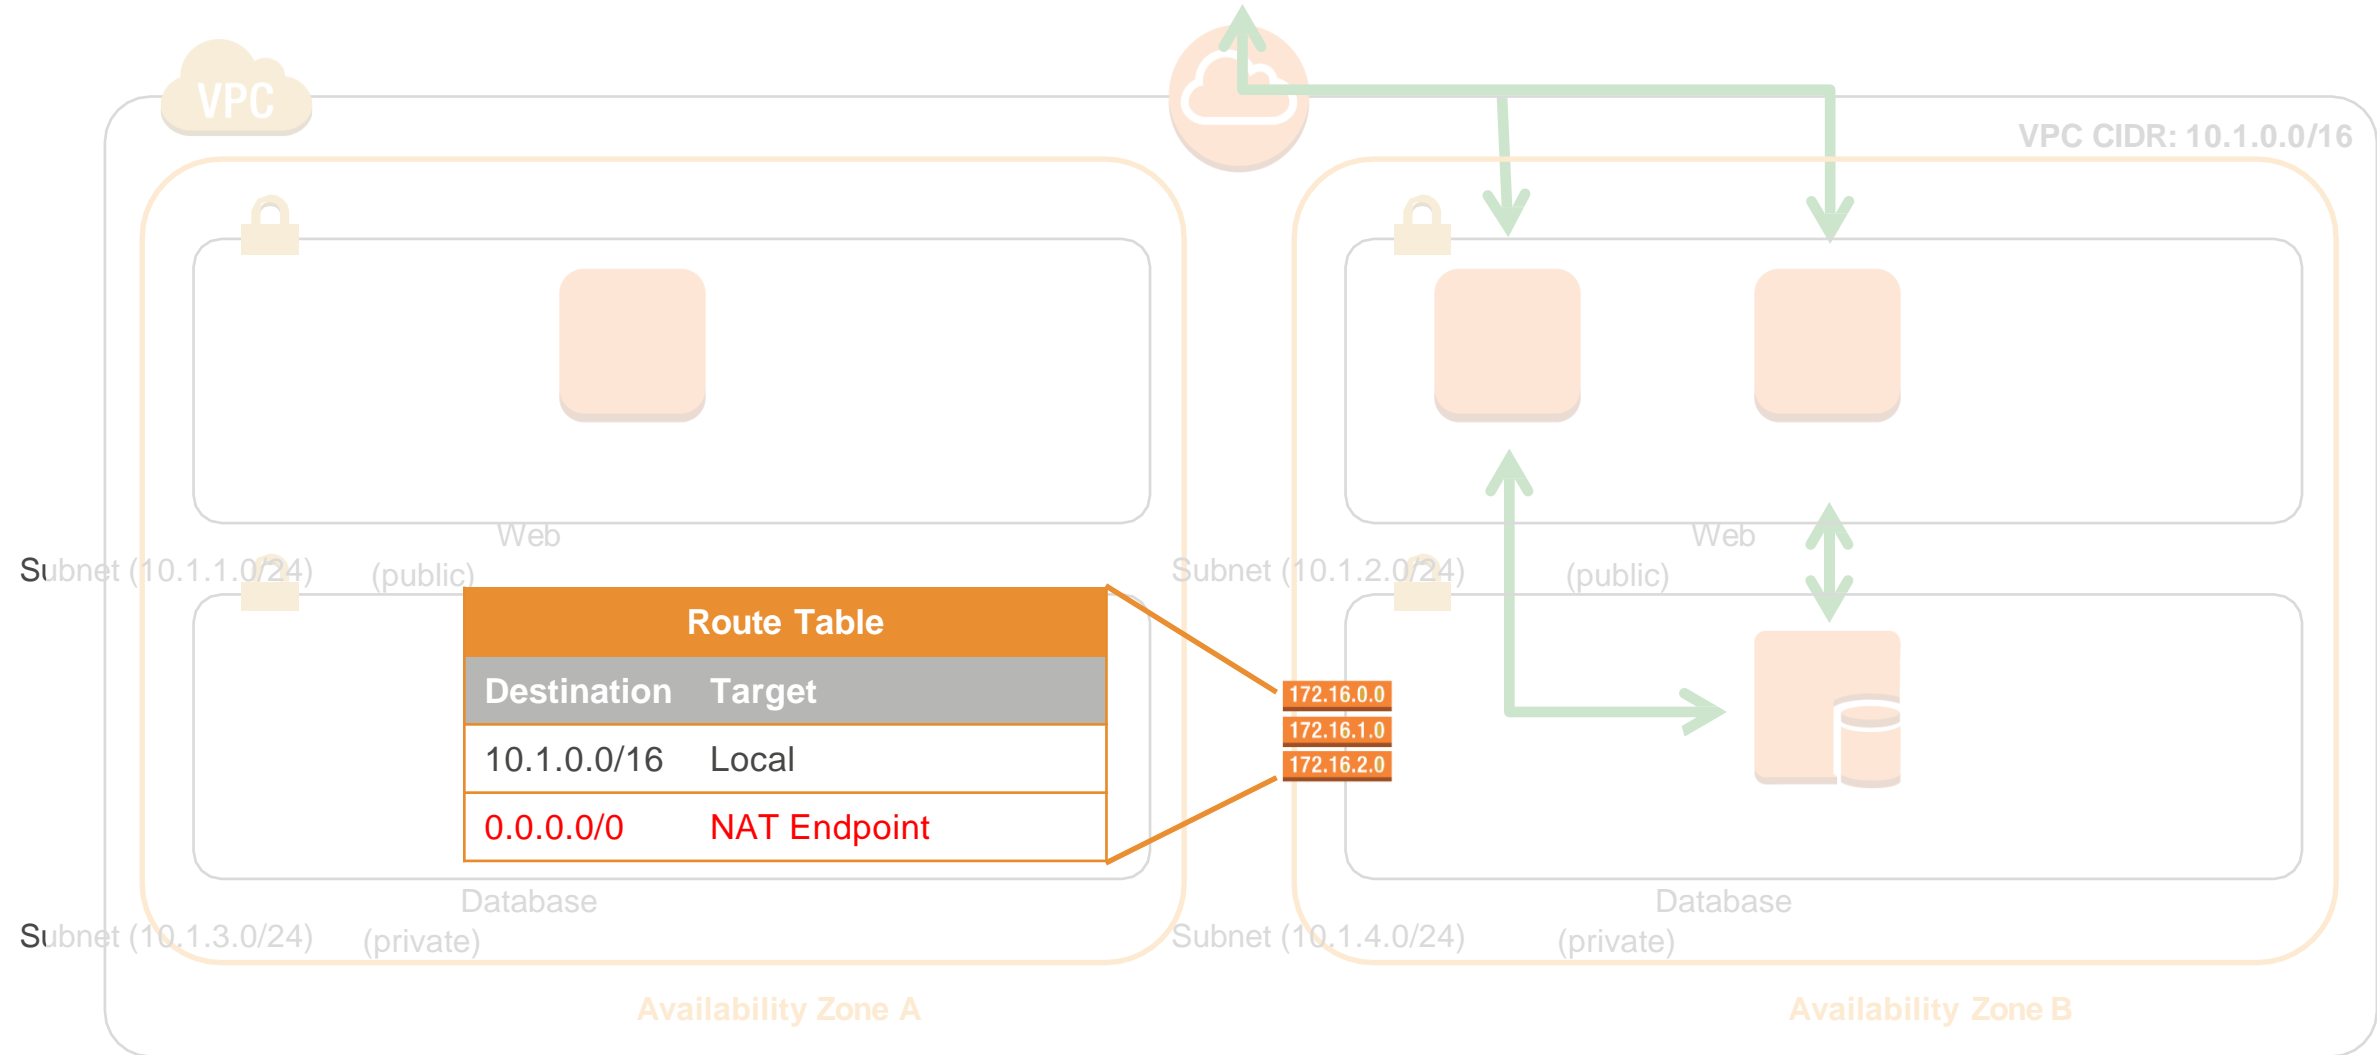 VPC
VPC CIDR: 10.1.0.0/16
Web
Subnet (10.1.1.0/24) (public)
Web
Subnet (10.1.2.0/24) (public)
Route Table
Destination Target
10.1.0.0/16 Local
0.0.0.0/0 NAT Endpoint
172.16.0.0
172.16.1.0
172.16.2.0
Database
Subnet (10.1.3.0/24) (private)
Database
Subnet (10.1.4.0/24) (private)
Availability Zone A
Availability Zone B